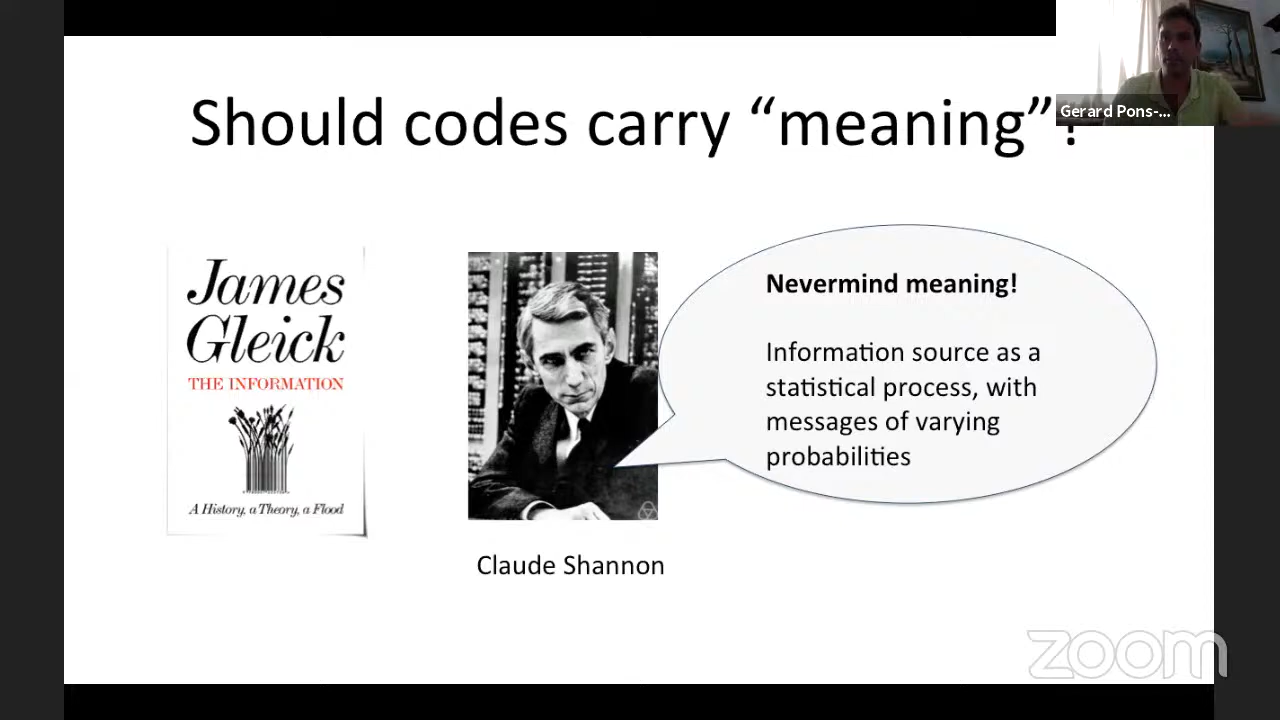 Should codes carry “meaning”?
Gerard Pons-...
James
Gleick
THE INFORMATION
A History, a Theory, a Flood
Claude Shannon
Nevermind meaning!
Information source as a
statistical process, with
messages of varying
probabilities
zoom